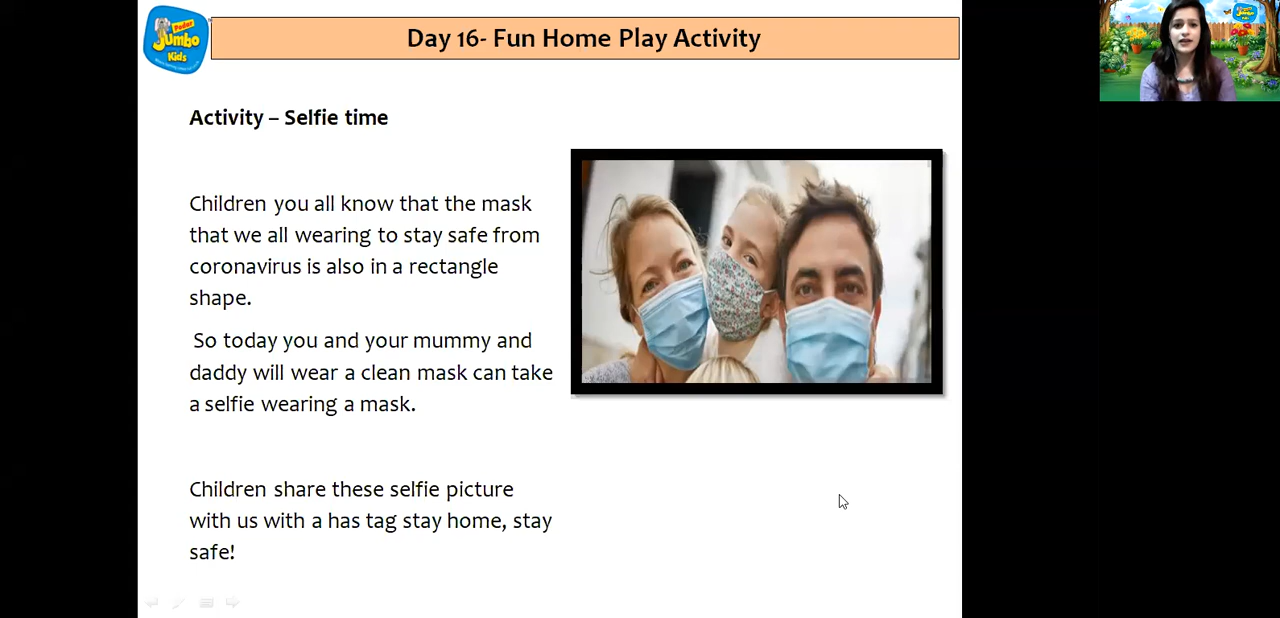 Podar
Jumbo
Kids
Day 16- Fun Home Play Activity
Activity – Selfie time
Children you all know that the mask
that we all wearing to stay safe from
coronavirus is also in a rectangle
shape.
So today you and your mummy and
daddy will wear a clean mask can take
a selfie wearing a mask.
Children share these selfie picture
with us with a has tag stay home, stay
safe!